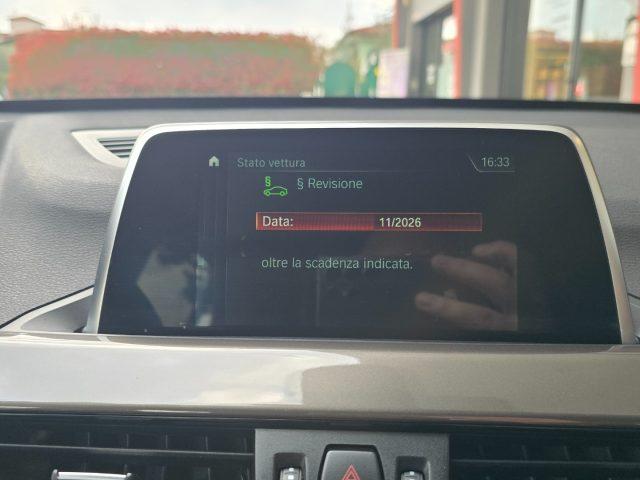 Stato vettura 16:33
§
§ Revisione
Data: 11/2026
oltre la scadenza indicata.